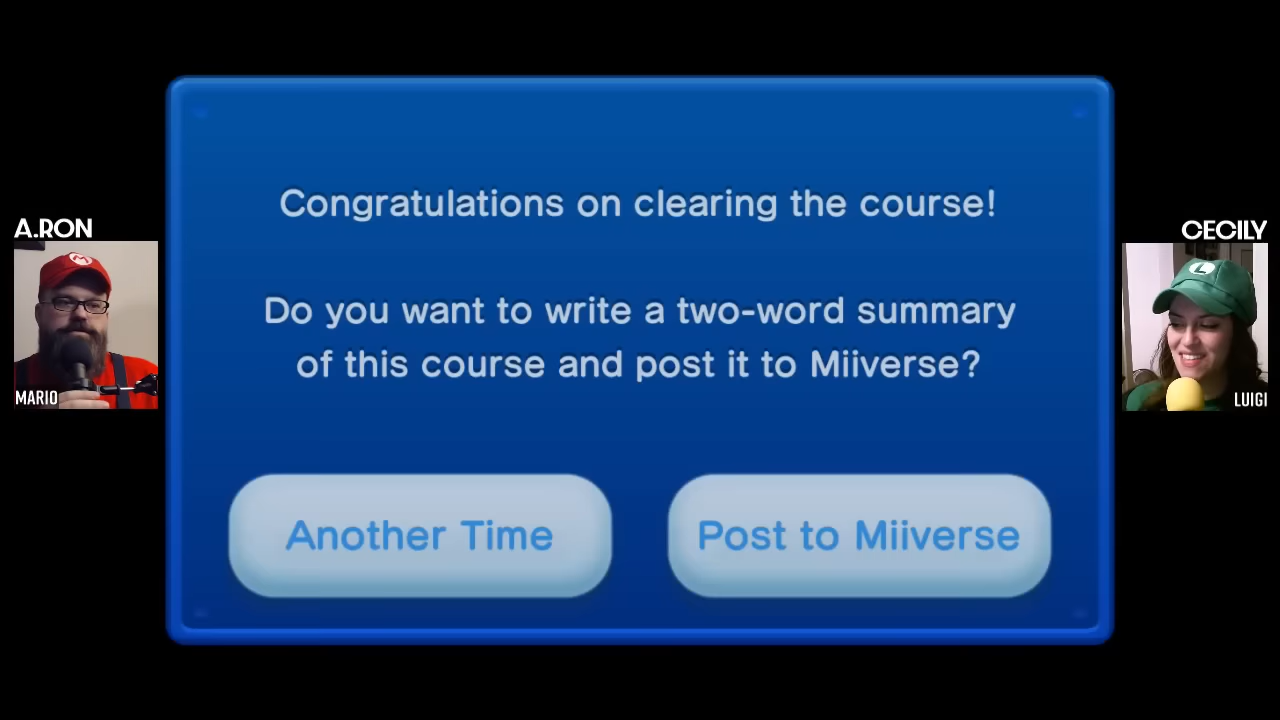 Congratulations on clearing the course!
Do you want to write a two-word summary
of this course and post it to Miiverse?
Another Time
Post to Miiverse
A.RON
M
MARIO
CECILY
L
LUIGI